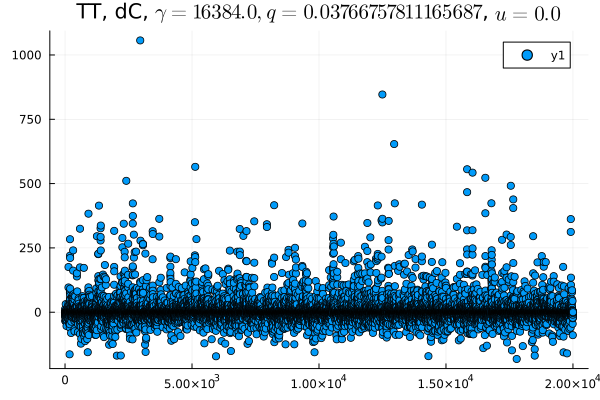 TT, dC, γ = 16384.0, q = 0.03766757811165687, u = 0.0
y1
1000
750
500
250
0
0 5.00×10³ 1.00×10⁴ 1.50×10⁴ 2.00×10⁴